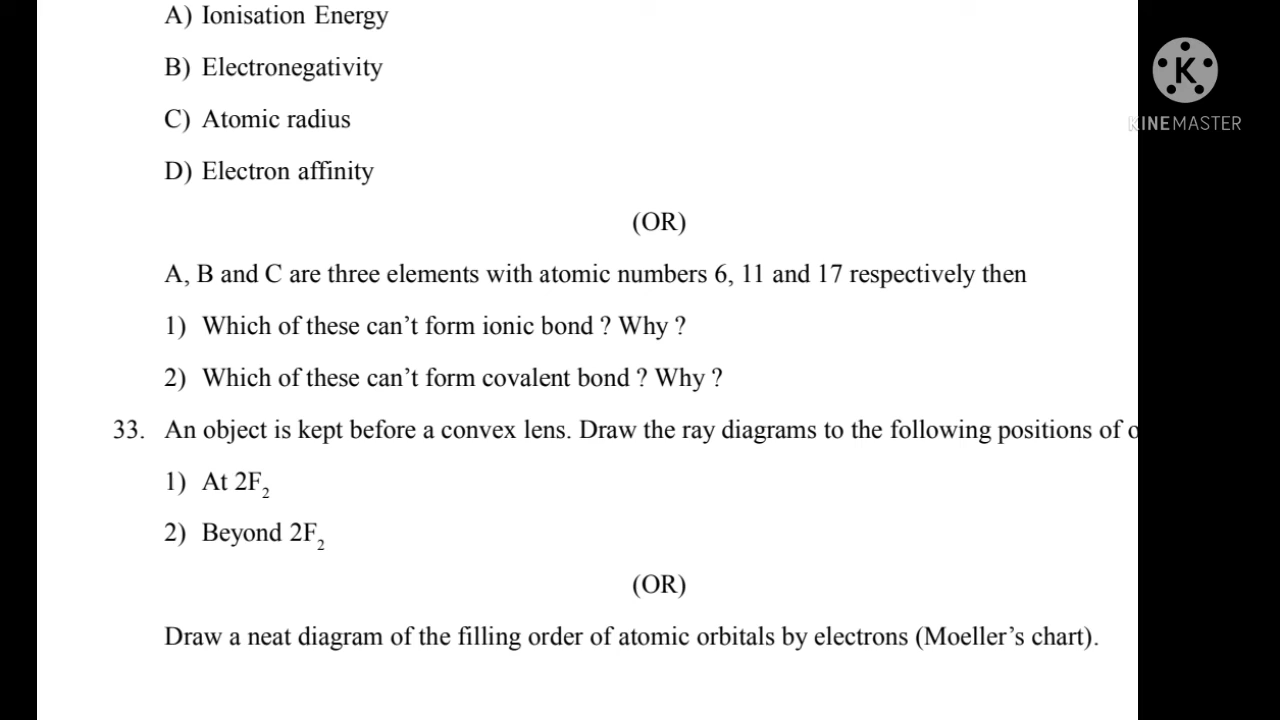 A) Ionisation Energy
B) Electronegativity
C) Atomic radius
D) Electron affinity
(OR)
A, B and C are three elements with atomic numbers 6, 11 and 17 respectively then
1) Which of these can’t form ionic bond ? Why ?
2) Which of these can’t form covalent bond ? Why ?
33. An object is kept before a convex lens. Draw the ray diagrams to the following positions of
1) At 2F₂
2) Beyond 2F₂
(OR)
Draw a neat diagram of the filling order of atomic orbitals by electrons (Moeller’s chart).
K
KINEMASTER